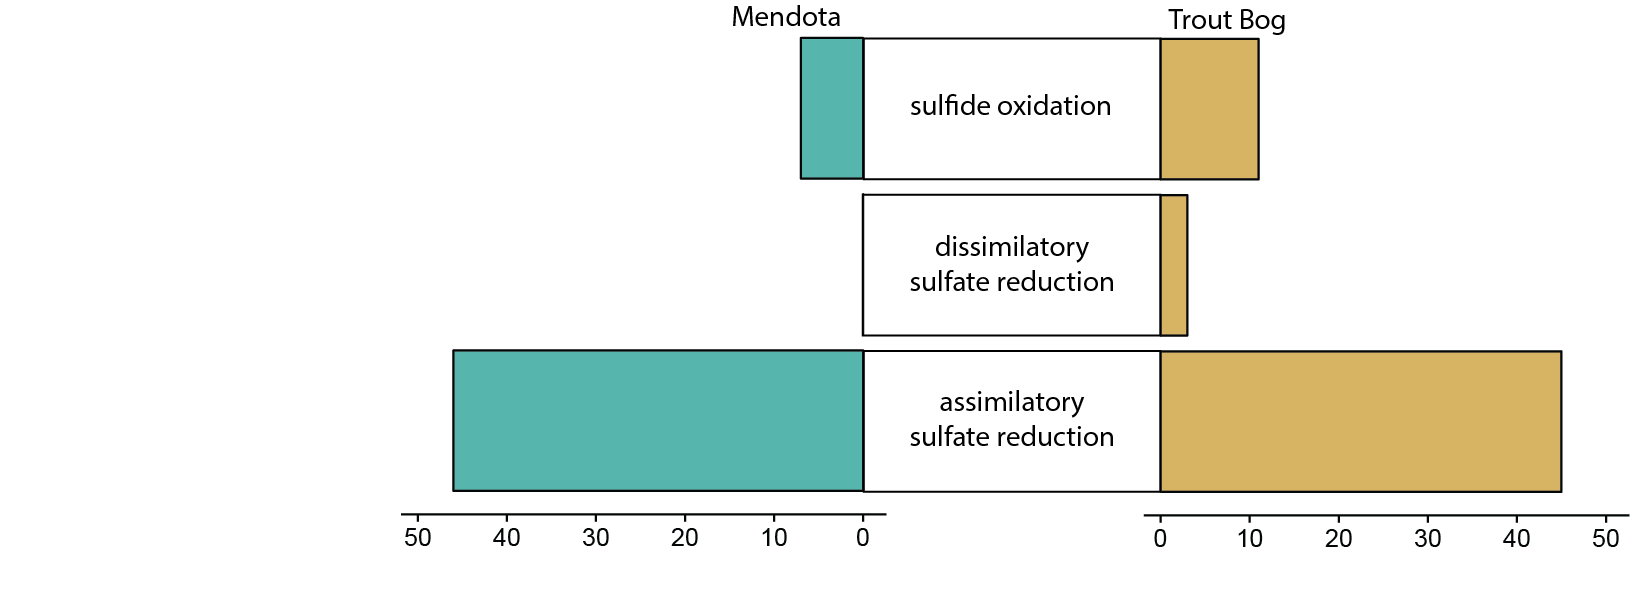 Mendota
Trout Bog
sulfide oxidation
dissimilatory
sulfate reduction
assimilatory
sulfate reduction
50 40 30 20 10 0
0 10 20 30 40 50